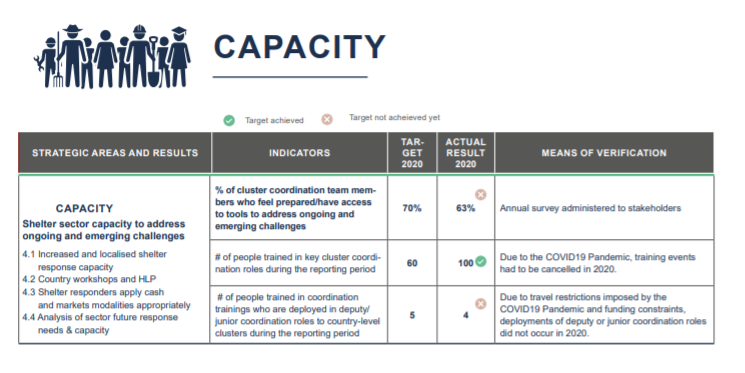 CAPACITY
Target achieved
Target not acheieved yet
STRATEGIC AREAS AND RESULTS
INDICATORS
TAR-
GET
2020
ACTUAL
RESULT
2020
MEANS OF VERIFICATION
CAPACITY
Shelter sector capacity to address
ongoing and emerging challenges
4.1 Increased and localised shelter
response capacity
4.2 Country workshops and HLP
4.3 Shelter responders apply cash
and markets modalities appropriately
4.4 Analysis of sector future response
needs & capacity
% of cluster coordination team mem-
bers who feel prepared/have access
to tools to address ongoing and
emerging challenges
70%
63%
Annual survey administered to stakeholders
# of people trained in key cluster coordi-
nation roles during the reporting period
60
100
Due to the COVID19 Pandemic, training events
had to be cancelled in 2020.
# of people trained in coordination
trainings who are deployed in deputy/
junior coordination roles to country-level
clusters during the reporting period
5
4
Due to travel restrictions imposed by the
COVID19 Pandemic and funding constraints,
deployments of deputy or junior coordination roles
did not occur in 2020.